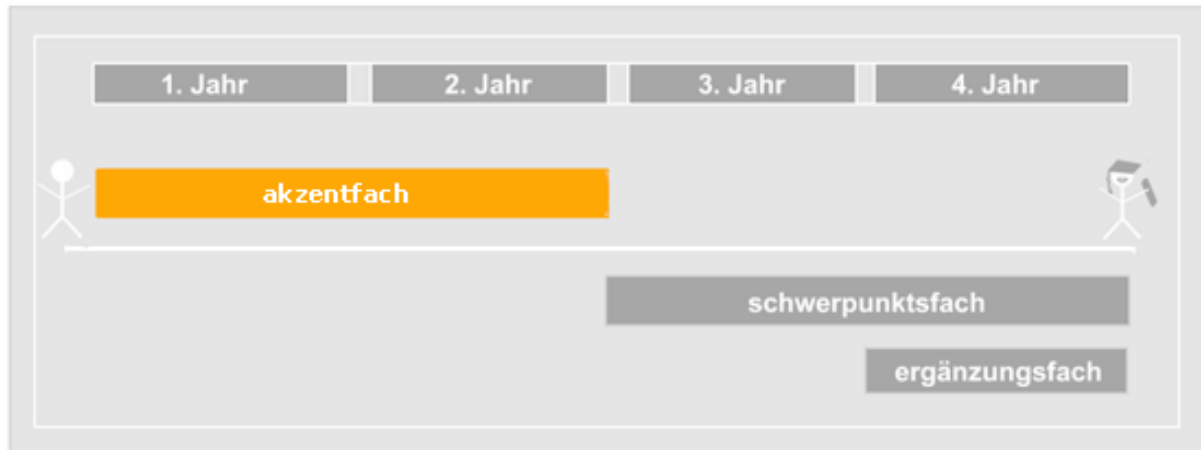 1. Jahr 2. Jahr 3. Jahr 4. Jahr
akzentfach
schwerpunktsfach
ergänzungsfach